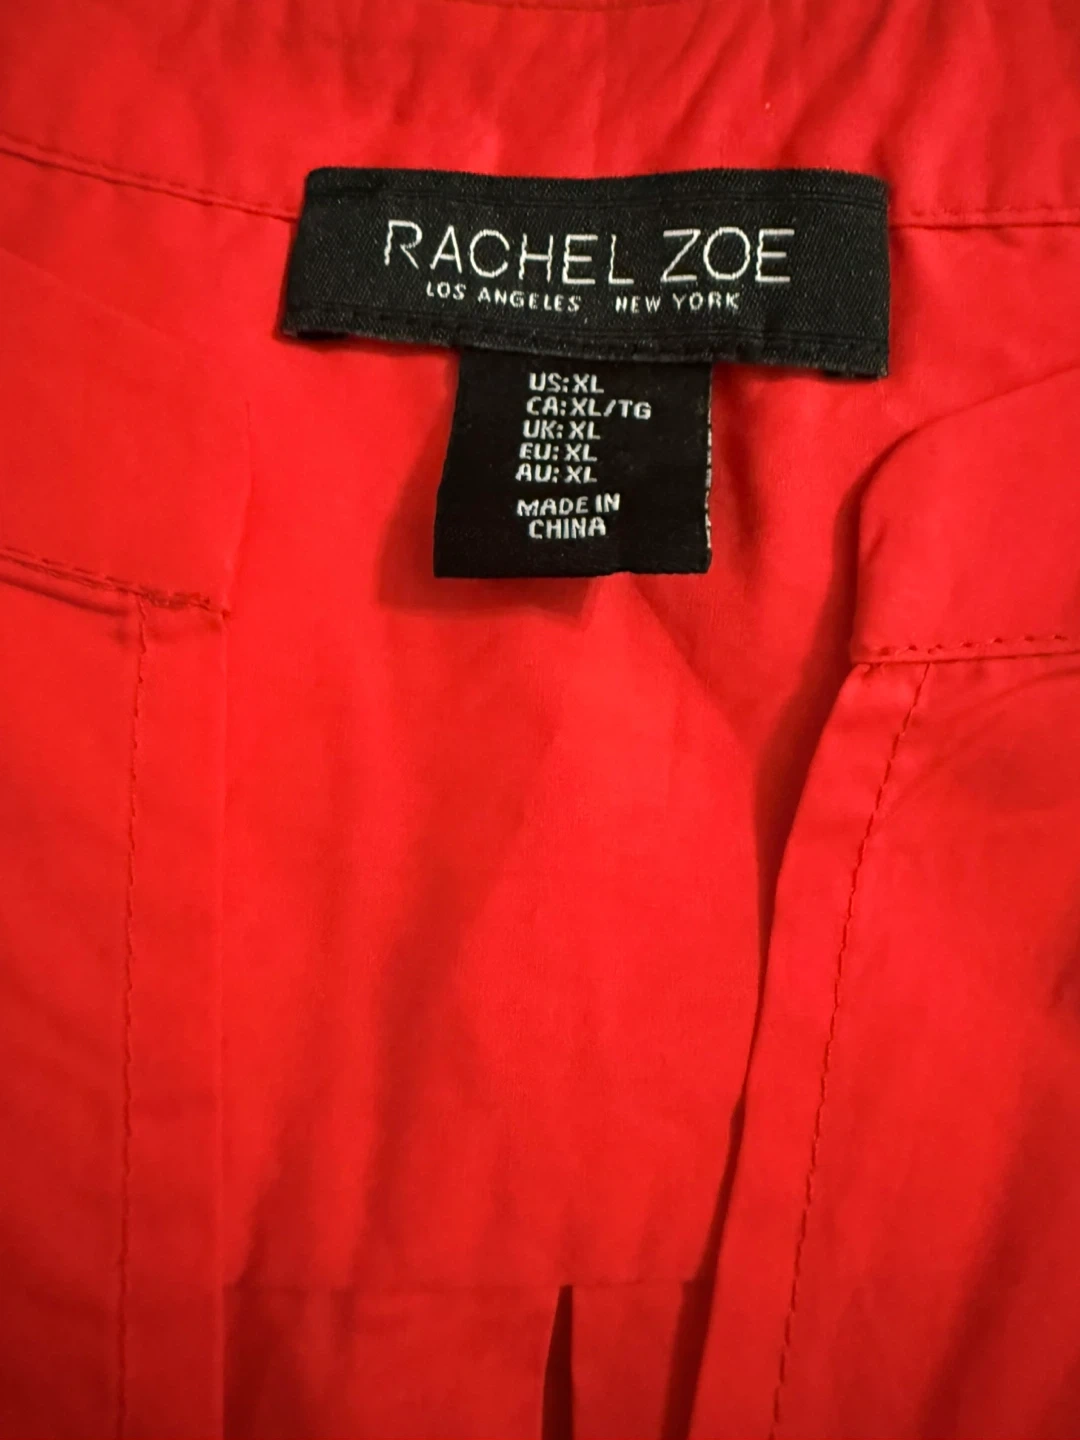 RACHEL ZOE
LOS ANGELES NEW YORK
US:XL
CA:XL/TG
UK:XL
EU:XL
AU:XL
MADE IN
CHINA